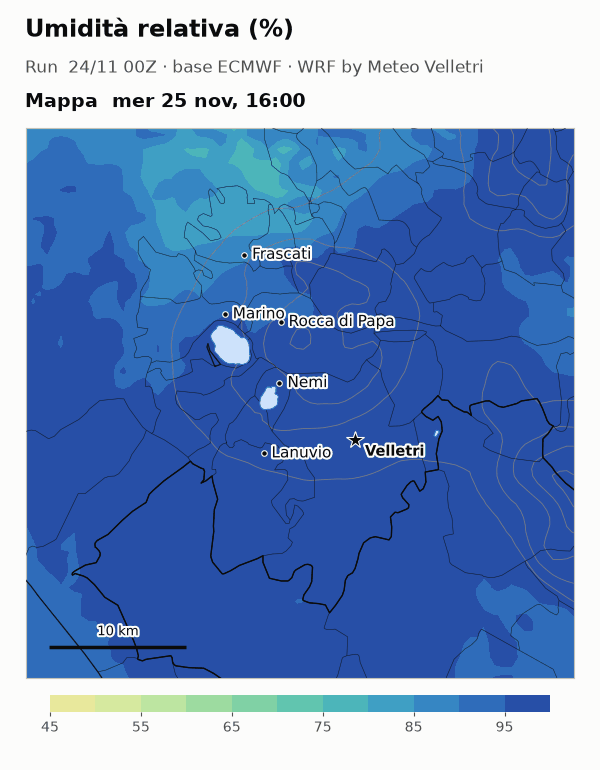 Umidità relativa (%)
Run 24/11 00Z · base ECMWF · WRF by Meteo Velletri
Mappa mer 25 nov, 16:00
Frascati
Marino
Rocca di Papa
Nemi
Velletri
Lanuvio
10 km
45 55 65 75 85 95